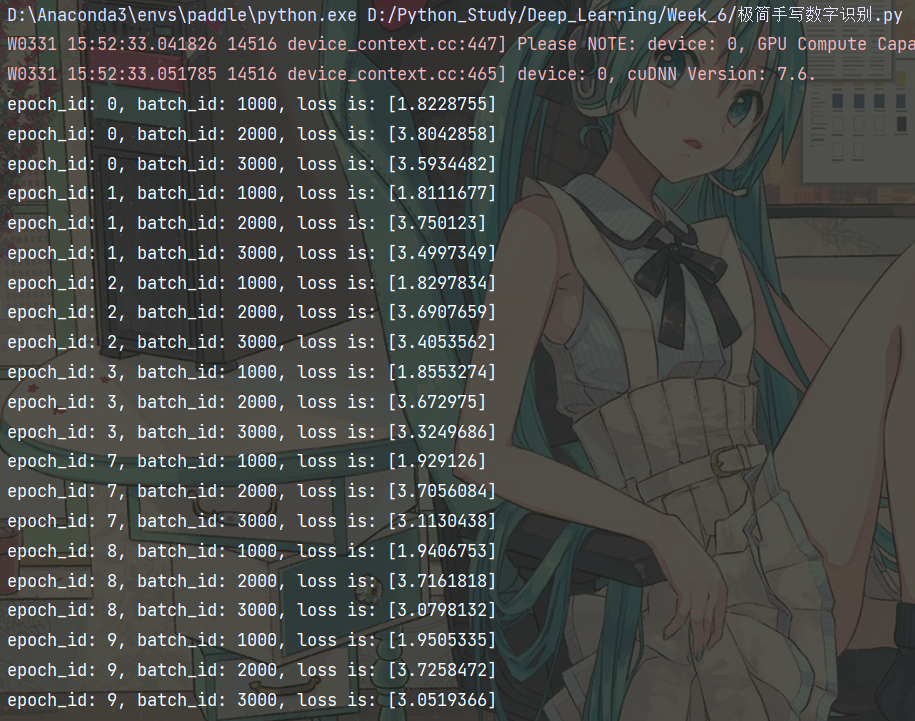 D:\Anaconda3\envs\paddle\python.exe D:/Python_Study/Deep_Learning/Week_6/极简手写数字识别.py
W0331 15:52:33.041826 14516 device_context.cc:447] Please NOTE: device: 0, GPU Compute Capa
W0331 15:52:33.051785 14516 device_context.cc:465] device: 0, cuDNN Version: 7.6.
epoch_id: 0, batch_id: 1000, loss is: [1.8228755]
epoch_id: 0, batch_id: 2000, loss is: [3.8042858]
epoch_id: 0, batch_id: 3000, loss is: [3.5934482]
epoch_id: 1, batch_id: 1000, loss is: [1.8111677]
epoch_id: 1, batch_id: 2000, loss is: [3.750123]
epoch_id: 1, batch_id: 3000, loss is: [3.4997349]
epoch_id: 2, batch_id: 1000, loss is: [1.8297834]
epoch_id: 2, batch_id: 2000, loss is: [3.6907659]
epoch_id: 2, batch_id: 3000, loss is: [3.4053562]
epoch_id: 3, batch_id: 1000, loss is: [1.8553274]
epoch_id: 3, batch_id: 2000, loss is: [3.672975]
epoch_id: 3, batch_id: 3000, loss is: [3.3249686]
epoch_id: 7, batch_id: 1000, loss is: [1.929126]
epoch_id: 7, batch_id: 2000, loss is: [3.7056084]
epoch_id: 7, batch_id: 3000, loss is: [3.1130438]
epoch_id: 8, batch_id: 1000, loss is: [1.9406753]
epoch_id: 8, batch_id: 2000, loss is: [3.7161818]
epoch_id: 8, batch_id: 3000, loss is: [3.0798132]
epoch_id: 9, batch_id: 1000, loss is: [1.9505335]
epoch_id: 9, batch_id: 2000, loss is: [3.7258472]
epoch_id: 9, batch_id: 3000, loss is: [3.0519366]